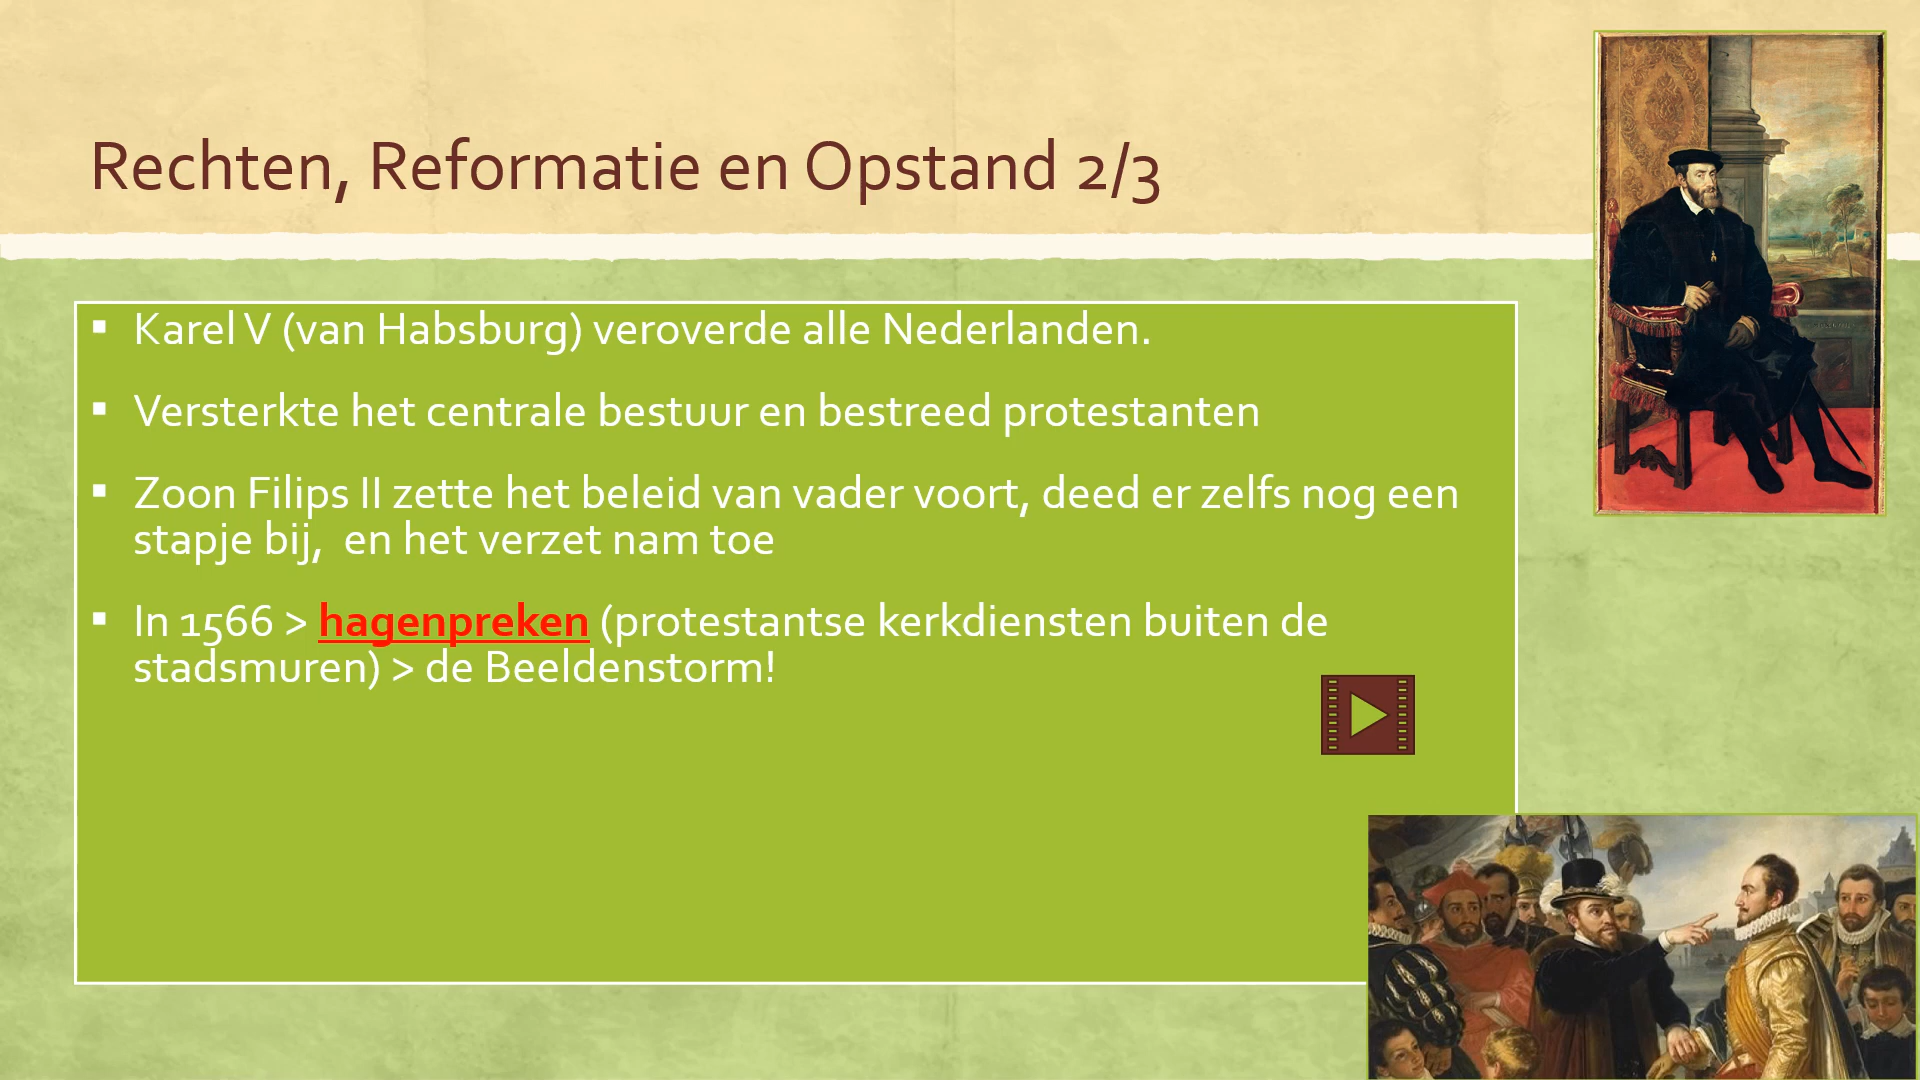 Rechten, Reformatie en Opstand 2/3
▪ Karel V (van Habsburg) veroverde alle Nederlanden.
▪ Versterkte het centrale bestuur en bestreed protestanten
▪ Zoon Filips II zette het beleid van vader voort, deed er zelfs nog een
stapje bij,  en het verzet nam toe
▪ In 1566 > hagenpreken (protestantse kerkdiensten buiten de
stadsmuren) > de Beeldenstorm!